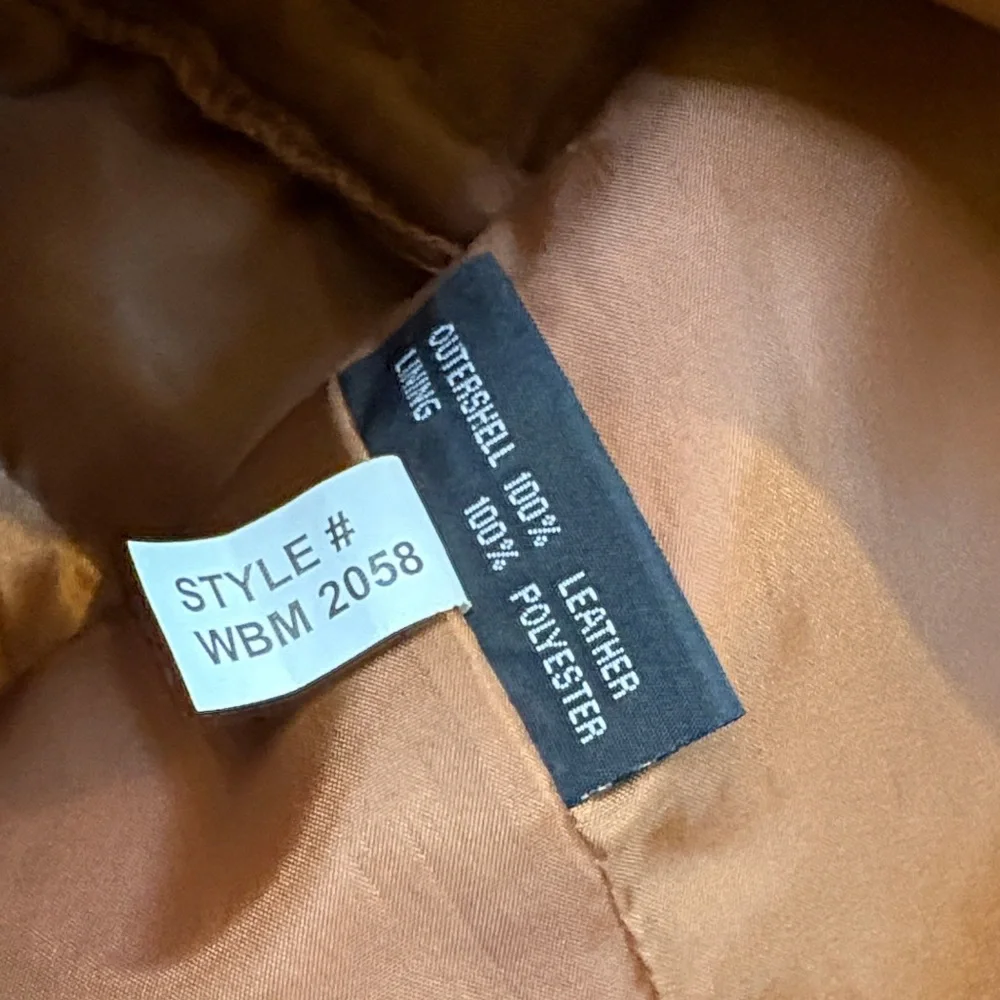 OUTERSHELL 100% LEATHER
LINING 100% POLYESTER
STYLE #
WBM 2058